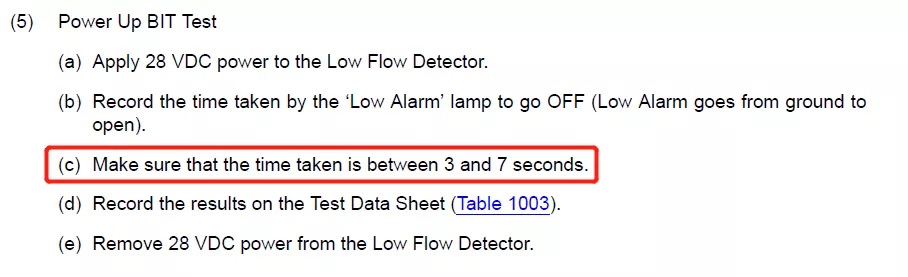 (5) Power Up BIT Test
(a) Apply 28 VDC power to the Low Flow Detector.
(b) Record the time taken by the ‘Low Alarm’ lamp to go OFF (Low Alarm goes from ground to
open).
(c) Make sure that the time taken is between 3 and 7 seconds.
(d) Record the results on the Test Data Sheet (Table 1003).
(e) Remove 28 VDC power from the Low Flow Detector.